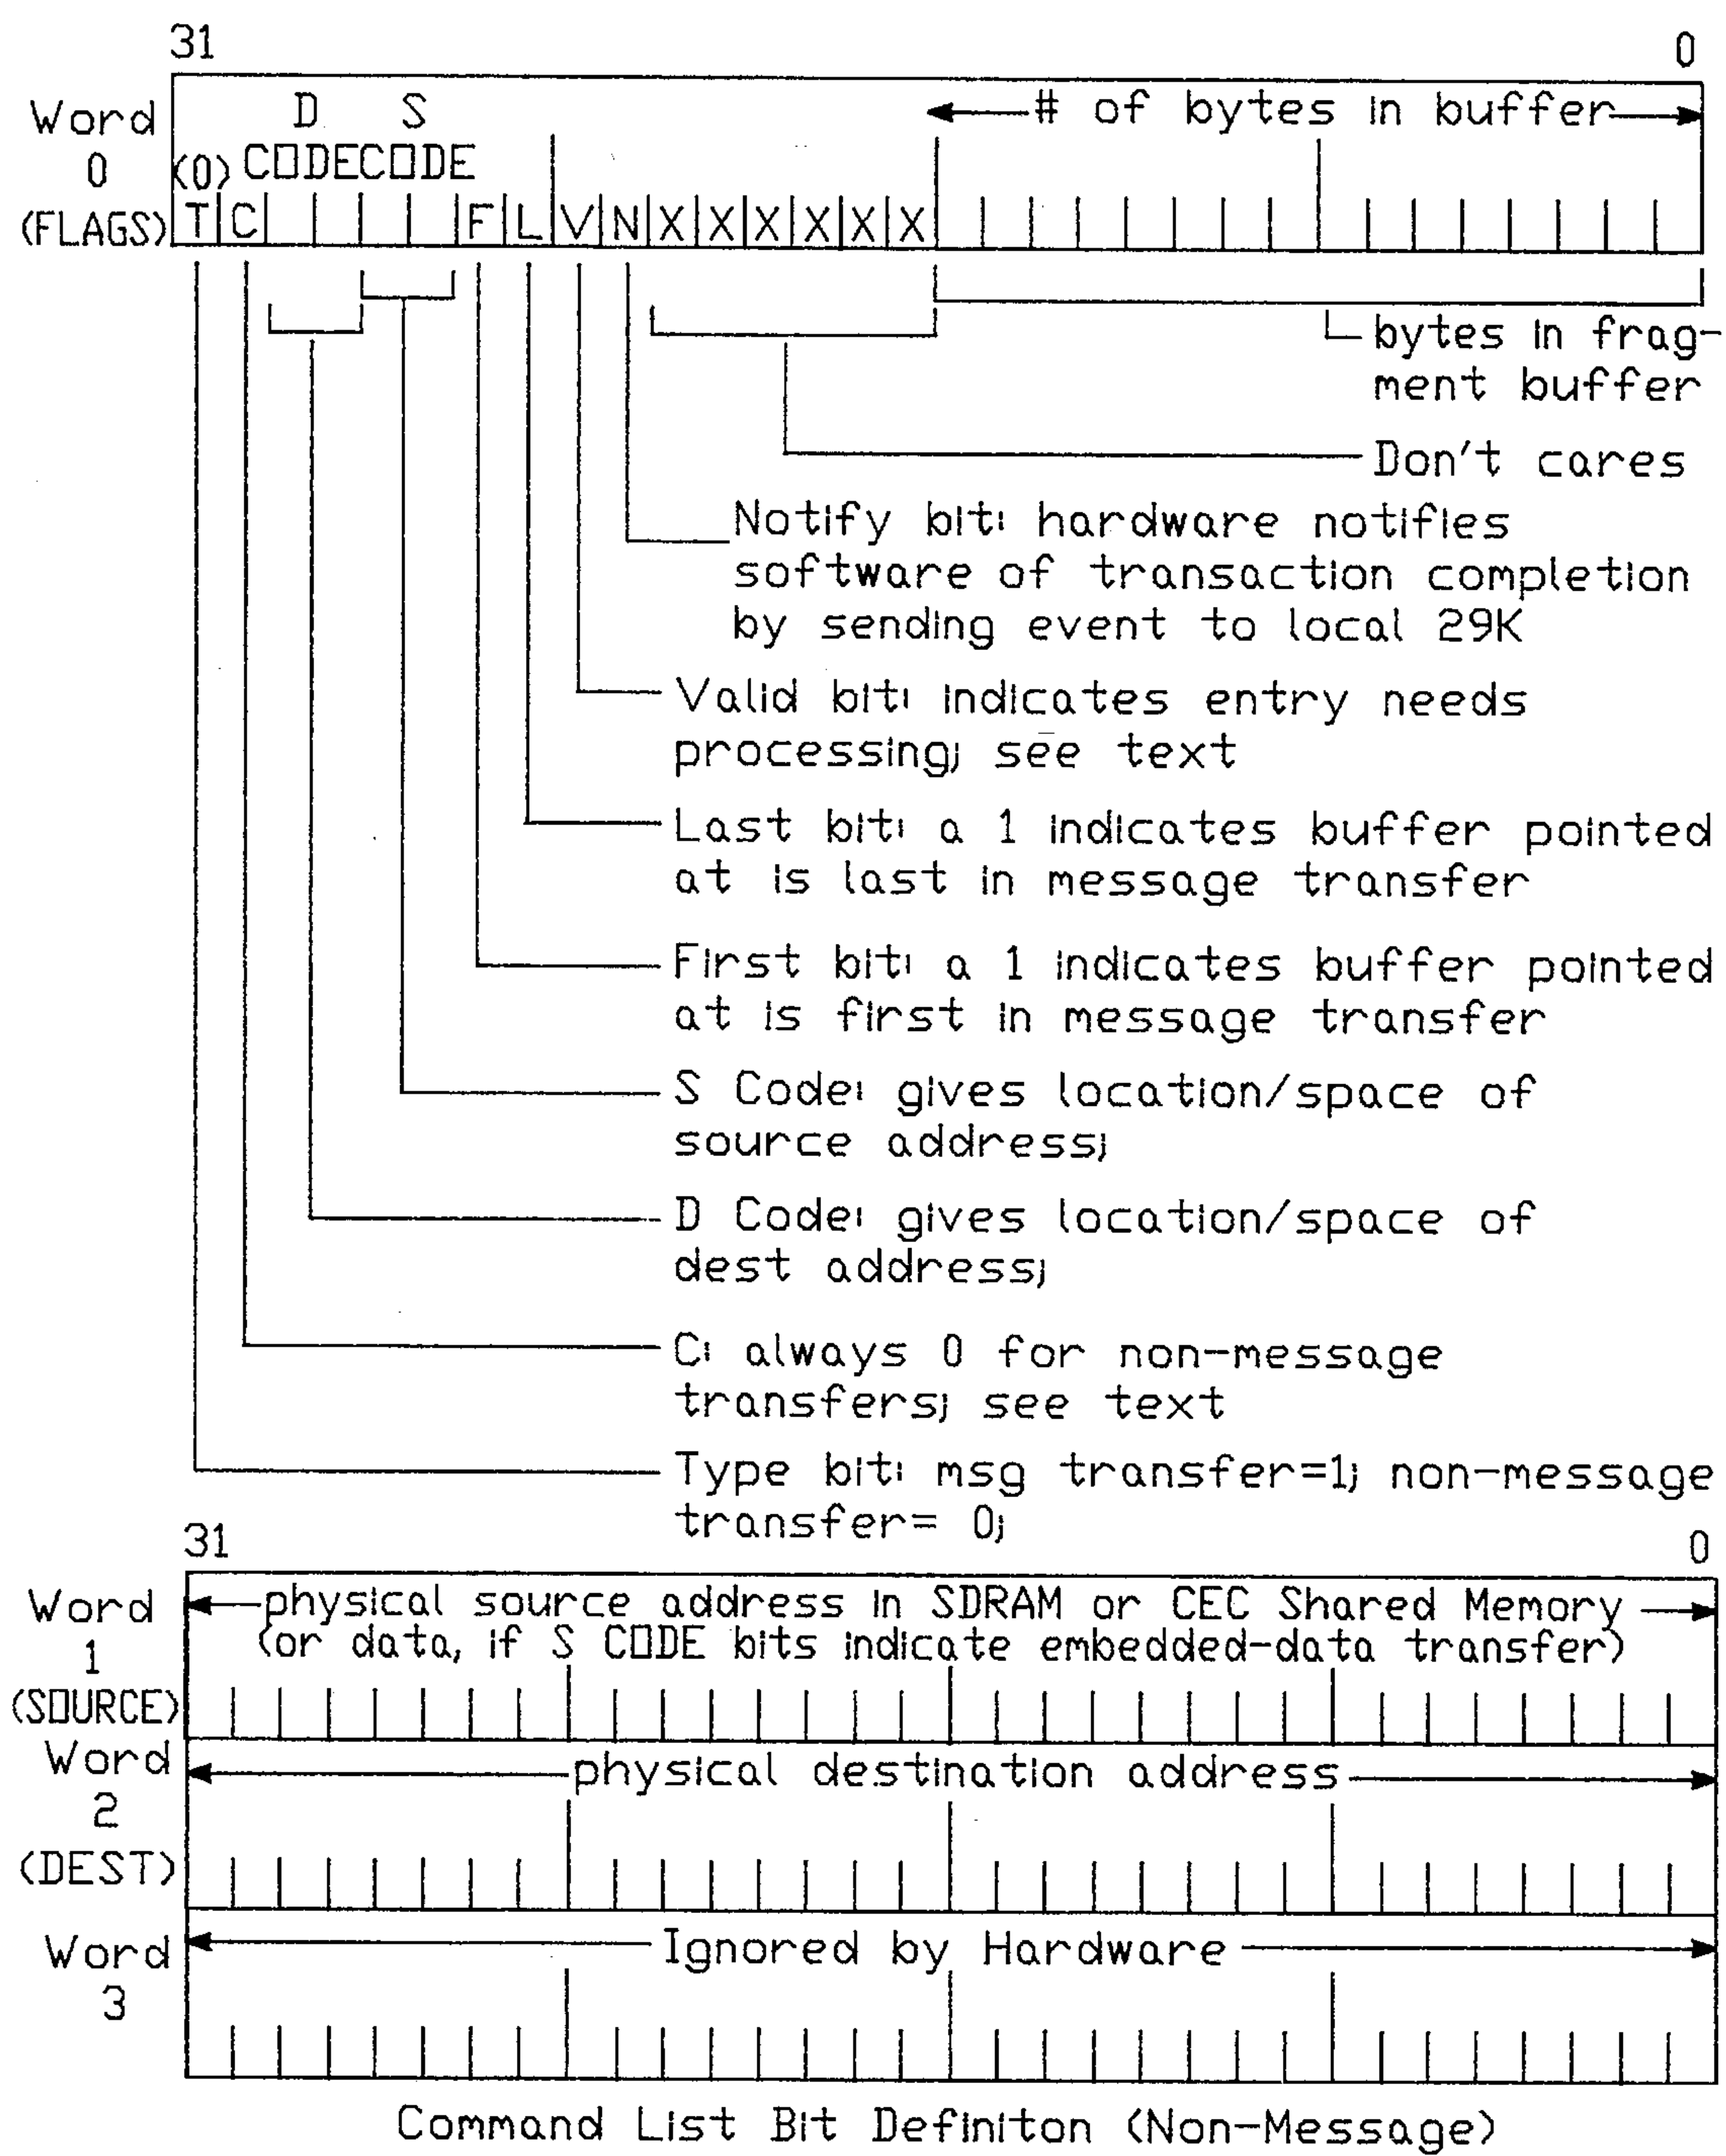 31 0
Word D S # of bytes in buffer
0 (0) CODECODE
(FLAGS) T C F L V N X X X X X X
bytes in frag-
ment buffer
Don't cares
Notify bit: hardware notifies
software of transaction completion
by sending event to local 29K
Valid bit: indicates entry needs
processing; see text
Last bit: a 1 indicates buffer pointed
at is last in message transfer
First bit: a 1 indicates buffer pointed
at is first in message transfer
S Code: gives location/space of
source address;
D Code: gives location/space of
dest address;
C: always 0 for non-message
transfers; see text
Type bit: msg transfer=1; non-message
transfer= 0;
31 0
Word physical source address in SDRAM or CEC Shared Memory
1 (or data, if S CODE bits indicate embedded-data transfer)
(SOURCE)
Word physical destination address
2
(DEST)
Word Ignored by Hardware
3
Command List Bit Definiton (Non-Message)